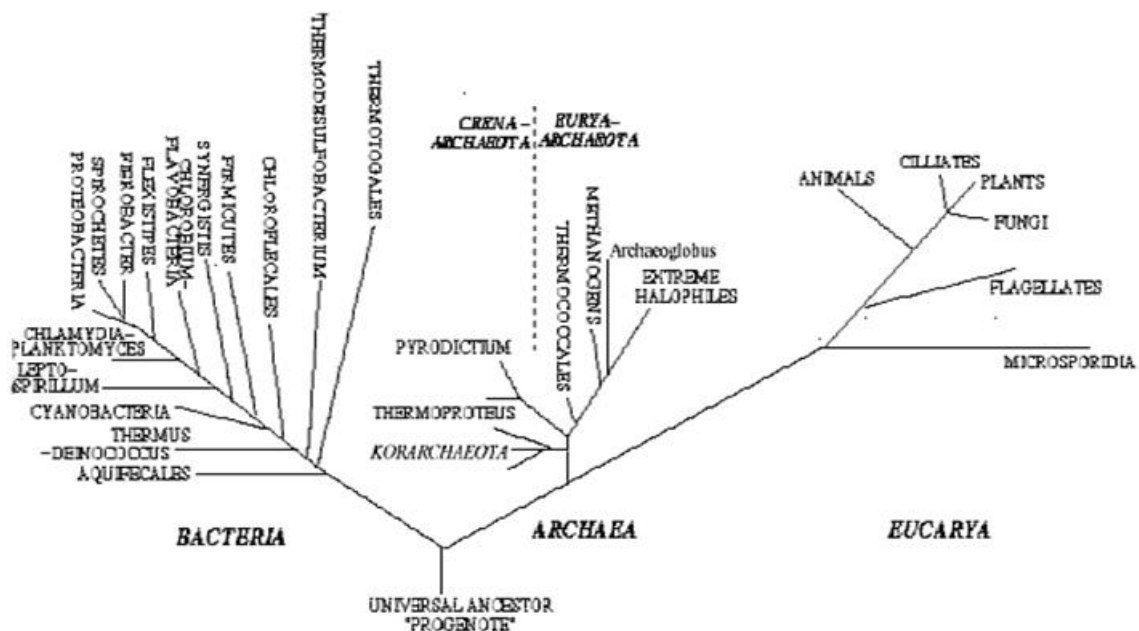 THERMODESULFOBACTERIUM
THERMOTOGALES
CRENA-
ARCHAEOTA
EURYA-
ARCHAEOTA
PROTEOBACTERIA
SPIROCHETES
FIBROBACTER
FLEXISTIPES
CHLOROBIUM-
FLAVOBACTERIA
SYNERGISTIS
FIRMICUTES
CHLOROFLECALES
CILLIATES
ANIMALS
PLANTS
FUNGI
METHANOGENS
THERMOCOCCALES
Archaeoglobus
EXTREME
HALOPHILES
FLAGELLATES
CHLAMYDIA-
PLANKTOMYCES
LEPTO-
SPIRILLUM
PYRODICTIUM
MICROSPORIDIA
CYANOBACTERIA
THERMOPROTEUS
THERMUS
-DEINOCOCCUS
KORARCHAEOTA
AQUIFECALES
BACTERIA
ARCHAEA
EUCARYA
UNIVERSAL ANCESTOR
"PROGENOTE"